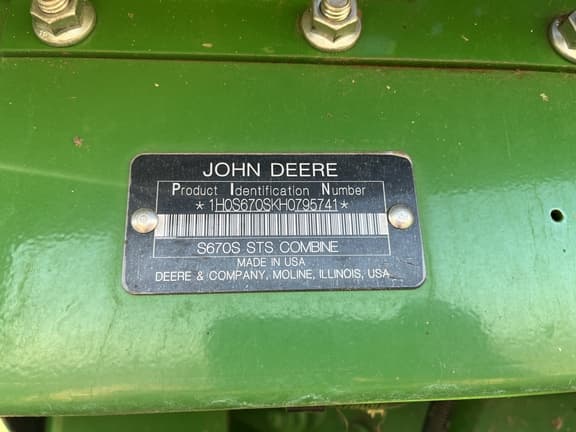 JOHN DEERE
Product Identification Number
*1H0S670SKH0795741*
S670S STS COMBINE
MADE IN USA
DEERE & COMPANY, MOLINE, ILLINOIS, USA